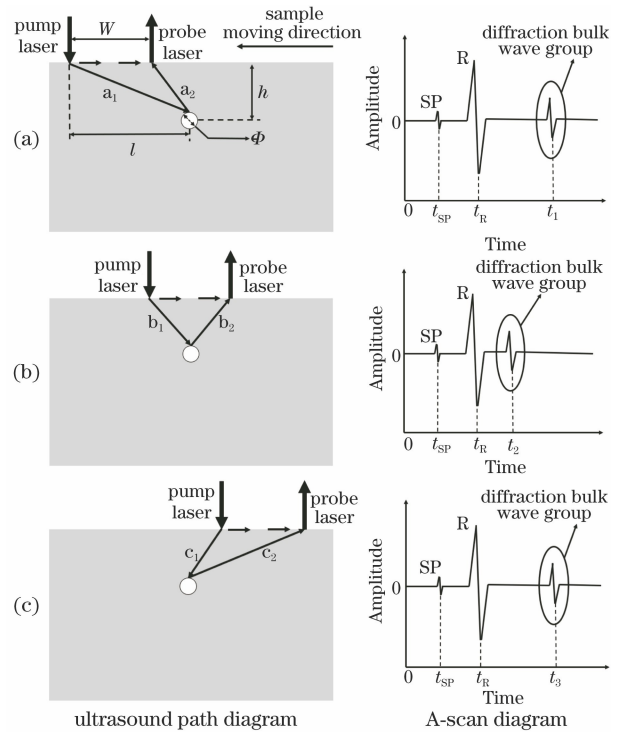 (a)
pump
laser
W
probe
laser
sample
moving direction
a1
a2
h
l
Φ
Amplitude
diffraction bulk
wave group
R
SP
0
0
tSP
tR
t1
Time
(b)
pump
laser
probe
laser
b1
b2
Amplitude
diffraction bulk
wave group
R
SP
0
0
tSP
tR
t2
Time
(c)
pump
laser
probe
laser
c1
c2
Amplitude
diffraction bulk
wave group
R
SP
0
0
tSP
tR
t3
Time
ultrasound path diagram
A-scan diagram